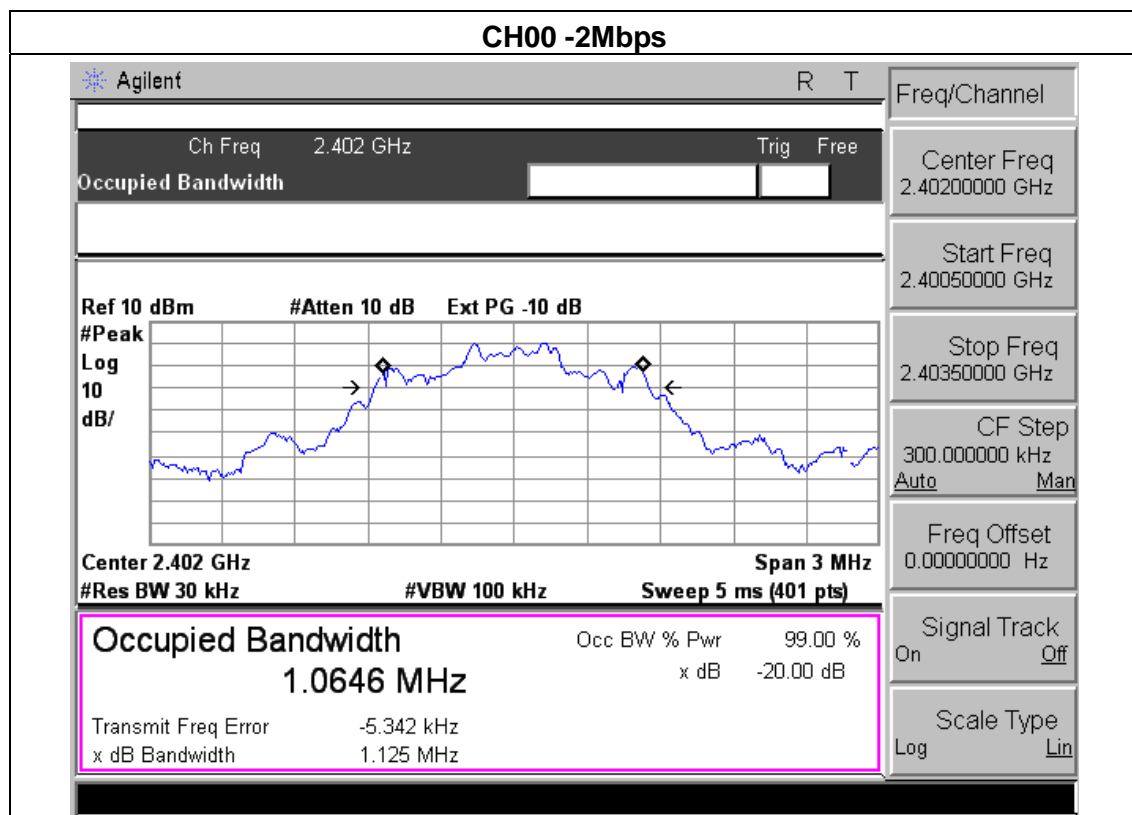 CH00 -2Mbps
Agilent R T
Freq/Channel
Ch Freq 2.402 GHz Trig Free
Occupied Bandwidth
Center Freq
2.40200000 GHz
Start Freq
2.40050000 GHz
Stop Freq
2.40350000 GHz
CF Step
300.000000 kHz
Auto Man
Freq Offset
0.00000000 Hz
Signal Track
On Off
Scale Type
Log Lin
Ref 10 dBm #Atten 10 dB Ext PG -10 dB
#Peak
Log
10
dB/
Center 2.402 GHz Span 3 MHz
#Res BW 30 kHz #VBW 100 kHz Sweep 5 ms (401 pts)
Occupied Bandwidth Occ BW % Pwr 99.00 %
1.0646 MHz x dB -20.00 dB
Transmit Freq Error -5.342 kHz
x dB Bandwidth 1.125 MHz